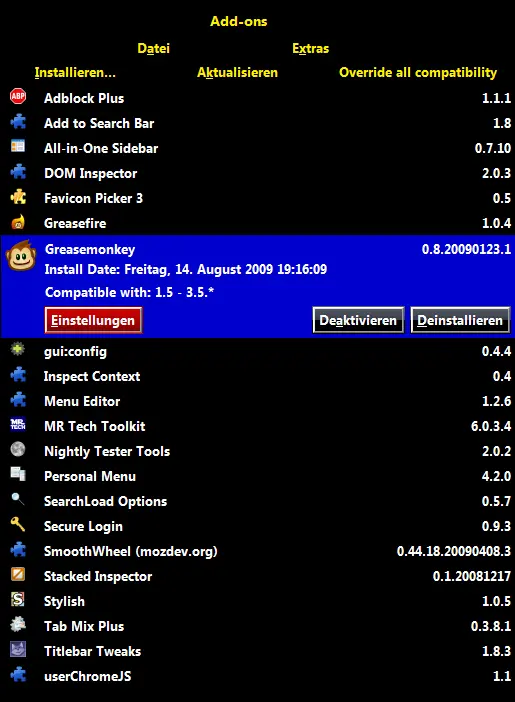 Add-ons
Datei Extras
Installieren... Aktualisieren Override all compatibility
ABP Adblock Plus 1.1.1
Add to Search Bar 1.8
All-in-One Sidebar 0.7.10
DOM Inspector 2.0.3
Favicon Picker 3 0.5
Greasefire 1.0.4
Greasemonkey 0.8.20090123.1
Install Date: Freitag, 14. August 2009 19:16:09
Compatible with: 1.5 - 3.5.*
Einstellungen Deaktivieren Deinstallieren
gui:config 0.4.4
Inspect Context 0.4
Menu Editor 1.2.6
MR TECH MR Tech Toolkit 6.0.3.4
Nightly Tester Tools 2.0.2
Personal Menu 4.2.0
SearchLoad Options 0.5.7
Secure Login 0.9.3
SmoothWheel (mozdev.org) 0.44.18.20090408.3
Stacked Inspector 0.1.20081217
S Stylish 1.0.5
Tab Mix Plus 0.3.8.1
Titlebar Tweaks 1.8.3
userChromeJS 1.1